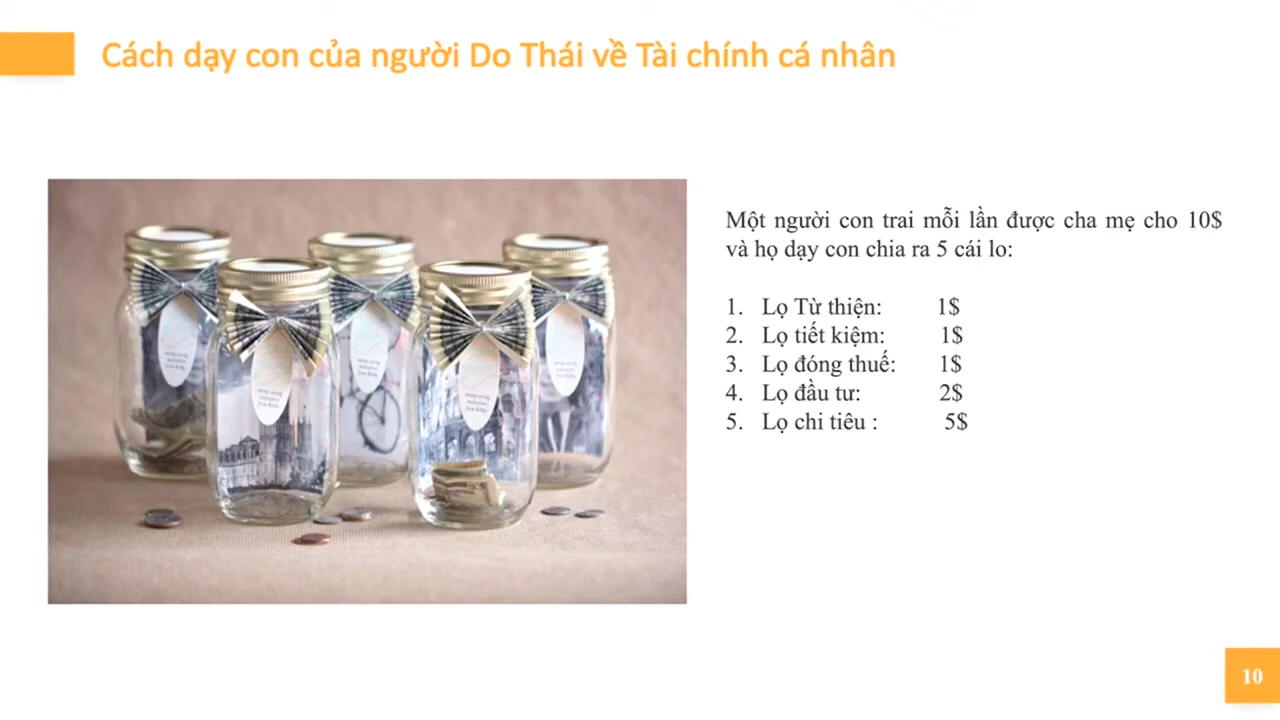 Cách dạy con của người Do Thái về Tài chính cá nhân
Một người con trai mỗi lần được cha mẹ cho 10$
và họ dạy con chia ra 5 cái lo:
1. Lọ Từ thiện: 1$
2. Lọ tiết kiệm: 1$
3. Lọ đóng thuế: 1$
4. Lọ đầu tư: 2$
5. Lọ chi tiêu : 5$
10